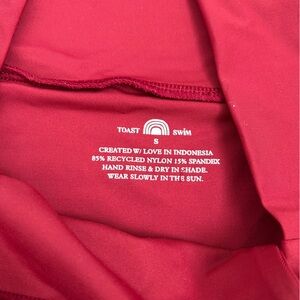 TOAST SWIM
S
CREATED W/ LOVE IN INDONESIA
85% RECYCLED NYLON 15% SPANDEX
HAND RINSE & DRY IN SHADE.
WEAR SLOWLY IN THE SUN.